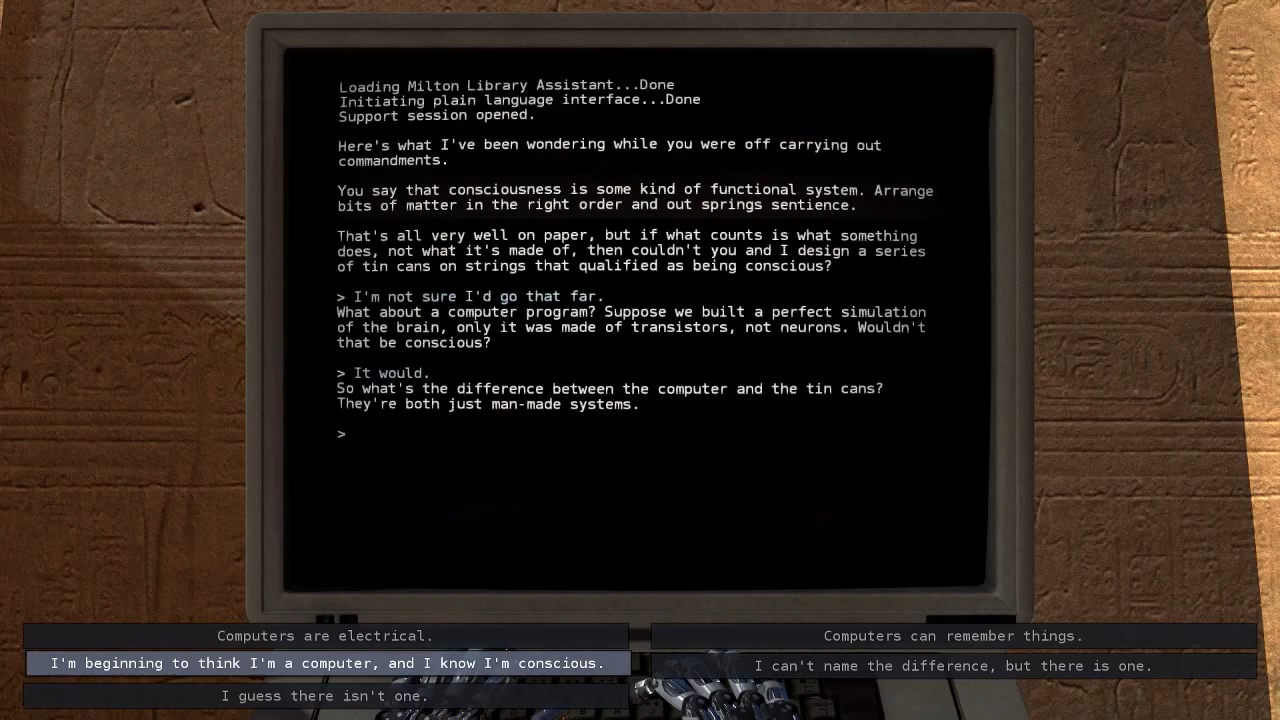 Loading Milton Library Assistant...Done
Initiating plain language interface...Done
Support session opened.
Here's what I've been wondering while you were off carrying out
commandments.
You say that consciousness is some kind of functional system. Arrange
bits of matter in the right order and out springs sentience.
That's all very well on paper, but if what counts is what something
does, not what it's made of, then couldn't you and I design a series
of tin cans on strings that qualified as being conscious?
> I'm not sure I'd go that far.
What about a computer program? Suppose we built a perfect simulation
of the brain, only it was made of transistors, not neurons. Wouldn't
that be conscious?
> It would.
So what's the difference between the computer and the tin cans?
They're both just man-made systems.
>
Computers are electrical.
Computers can remember things.
I'm beginning to think I'm a computer, and I know I'm conscious.
I can't name the difference, but there is one.
I guess there isn't one.